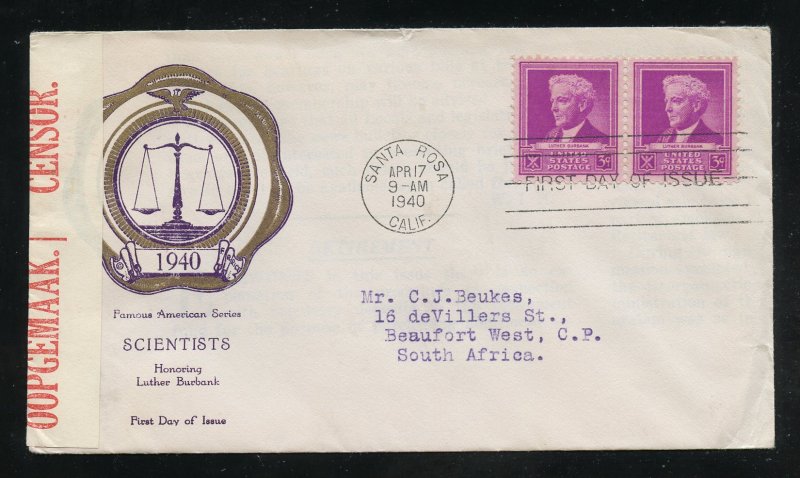 OOPGEMAAK. | CENSOR.
1940
Famous American Series
SCIENTISTS
Honoring
Luther Burbank
First Day of Issue
SANTA ROSA
APR 17
9-AM
1940
CALIF.
LUTHER BURBANK
UNITED
STATES
POSTAGE 3¢
LUTHER BURBANK
UNITED
STATES
POSTAGE 3¢
FIRST DAY OF ISSUE
Mr. C.J.Beukes,
16 deVillers St.,
Beaufort West, C.P.
South Africa.